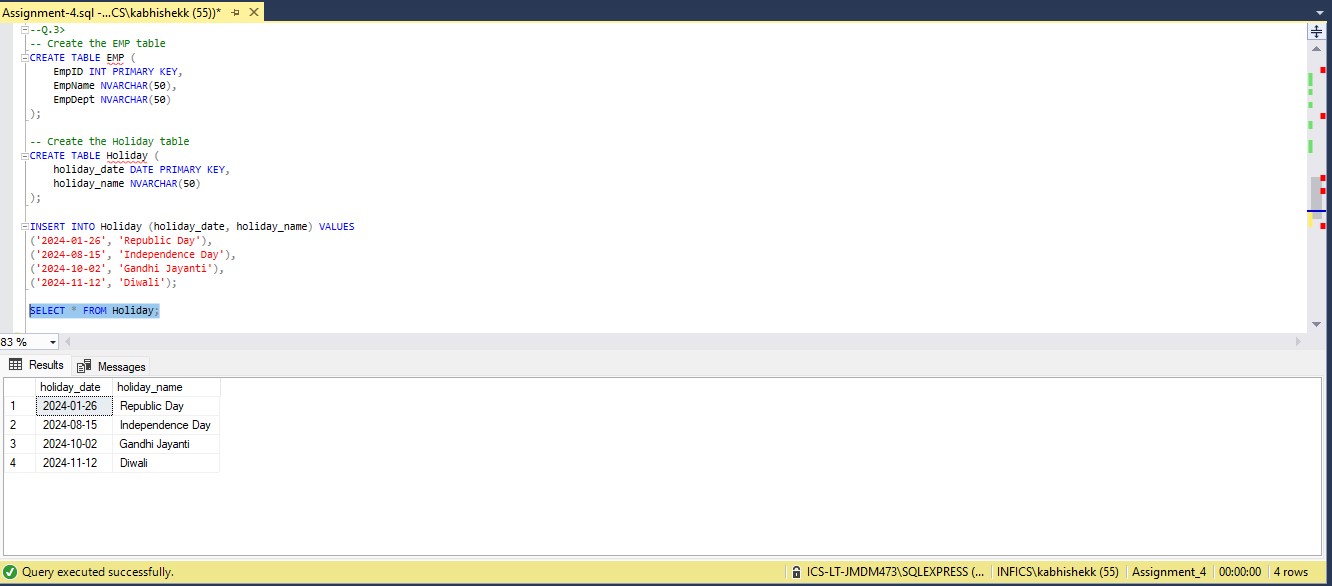 Assignment-4.sql -...CS\kabhishekk (55))*
--Q.3>
-- Create the EMP table
CREATE TABLE EMP (
    EmpID INT PRIMARY KEY,
    EmpName NVARCHAR(50),
    EmpDept NVARCHAR(50)
);
-- Create the Holiday table
CREATE TABLE Holiday (
    holiday_date DATE PRIMARY KEY,
    holiday_name NVARCHAR(50)
);
INSERT INTO Holiday (holiday_date, holiday_name) VALUES
('2024-01-26', 'Republic Day'),
('2024-08-15', 'Independence Day'),
('2024-10-02', 'Gandhi Jayanti'),
('2024-11-12', 'Diwali');
SELECT * FROM Holiday;
83 %
Results Messages
holiday_date holiday_name
1 2024-01-26 Republic Day
2 2024-08-15 Independence Day
3 2024-10-02 Gandhi Jayanti
4 2024-11-12 Diwali
Query executed successfully. ICS-LT-JMDM473\SQLEXPRESS (... INFICS\kabhishekk (55) Assignment_4 00:00:00 4 rows